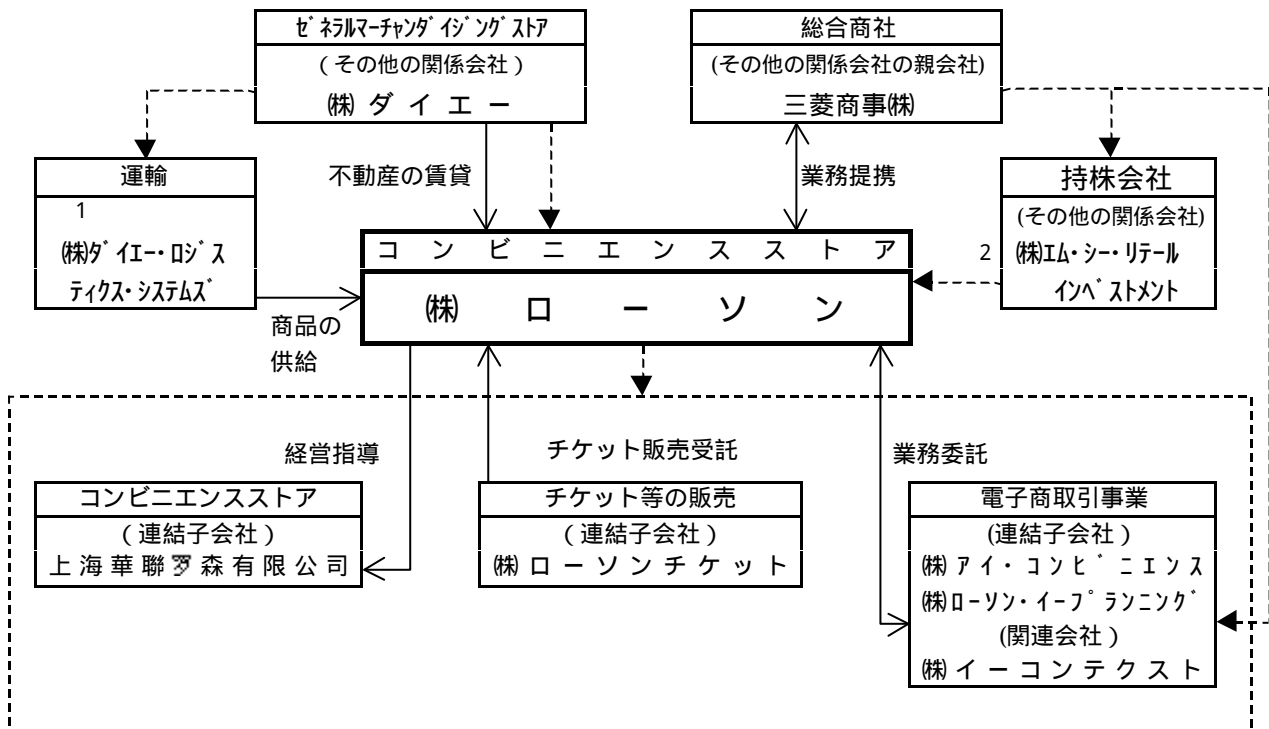 ゼネラルマーチャンダイジングストア
（その他の関係会社）
㈱ダイエー
総合商社
(その他の関係会社の親会社)
三菱商事㈱
運輸
1
㈱ダイエー・ロジス
ティクス・システムズ
不動産の賃貸
業務提携
持株会社
(その他の関係会社)
2
㈱エム・シー・リテール
インベストメント
コンビニエンスストア
㈱ローソン
商品の
供給
経営指導
チケット販売受託
業務委託
コンビニエンスストア
（連結子会社）
上海華聯羅森有限公司
チケット等の販売
（連結子会社）
㈱ローソンチケット
電子商取引事業
(連結子会社）
㈱アイ・コンビニエンス
㈱ローソン・イープランニング
(関連会社）
㈱イーコンテクスト